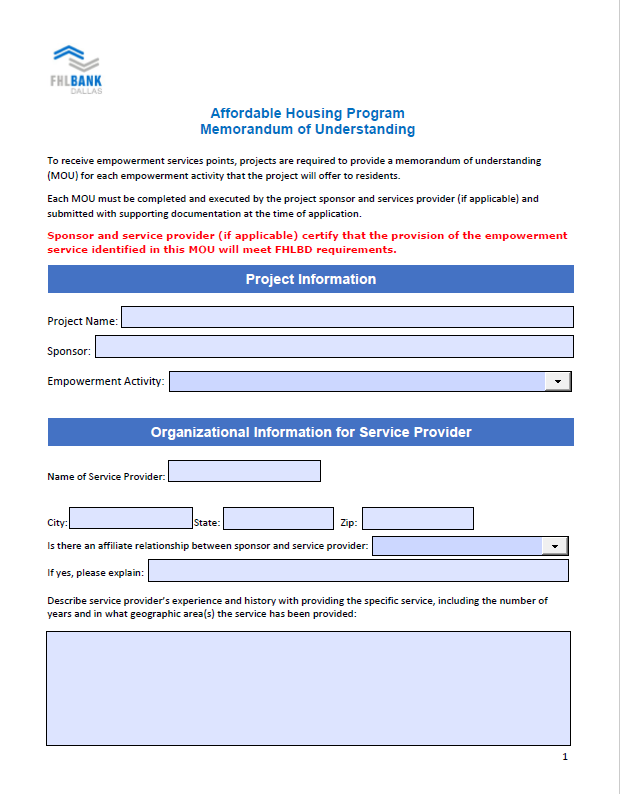 FHLBANK
DALLAS
Affordable Housing Program
Memorandum of Understanding
To receive empowerment services points, projects are required to provide a memorandum of understanding
(MOU) for each empowerment activity that the project will offer to residents.
Each MOU must be completed and executed by the project sponsor and services provider (if applicable) and
submitted with supporting documentation at the time of application.
Sponsor and service provider (if applicable) certify that the provision of the empowerment
service identified in this MOU will meet FHLBD requirements.
Project Information
Project Name:
Sponsor:
Empowerment Activity:
Organizational Information for Service Provider
Name of Service Provider:
City: State: Zip:
Is there an affiliate relationship between sponsor and service provider:
If yes, please explain:
Describe service provider's experience and history with providing the specific service, including the number of
years and in what geographic area(s) the service has been provided:
1